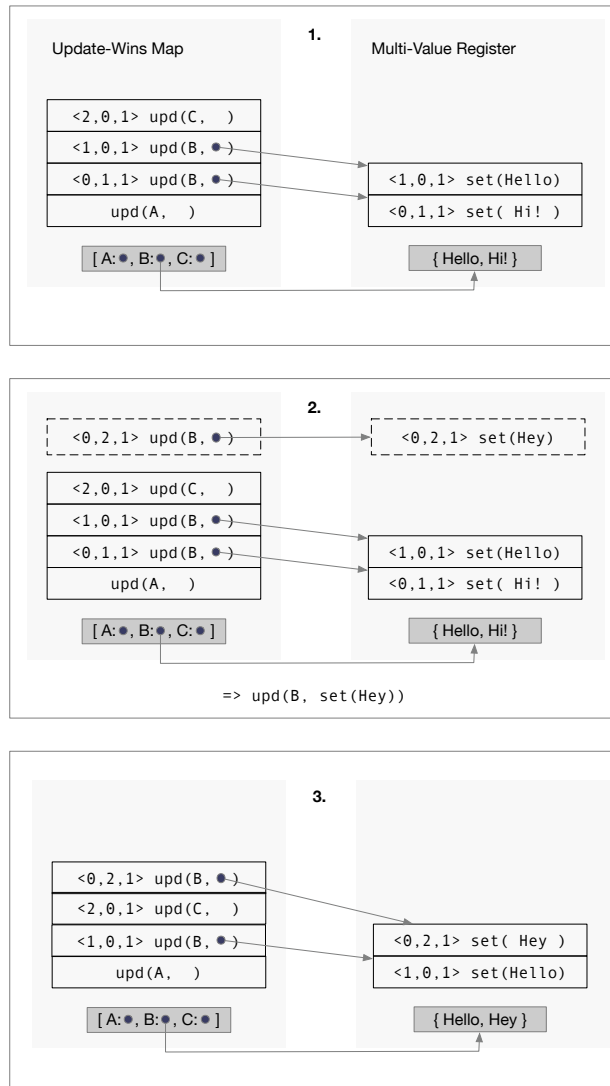 1.
Update-Wins Map Multi-Value Register
<2,0,1> upd(C, )
<1,0,1> upd(B, )
<0,1,1> upd(B, ) <1,0,1> set(Hello)
upd(A, ) <0,1,1> set( Hi! )
[ A: , B: , C: ] { Hello, Hi! }
2.
<0,2,1> upd(B, ) <0,2,1> set(Hey)
<2,0,1> upd(C, )
<1,0,1> upd(B, )
<0,1,1> upd(B, ) <1,0,1> set(Hello)
upd(A, ) <0,1,1> set( Hi! )
[ A: , B: , C: ] { Hello, Hi! }
=> upd(B, set(Hey))
3.
<0,2,1> upd(B, )
<2,0,1> upd(C, )
<1,0,1> upd(B, ) <0,2,1> set( Hey )
upd(A, ) <1,0,1> set(Hello)
[ A: , B: , C: ] { Hello, Hey }